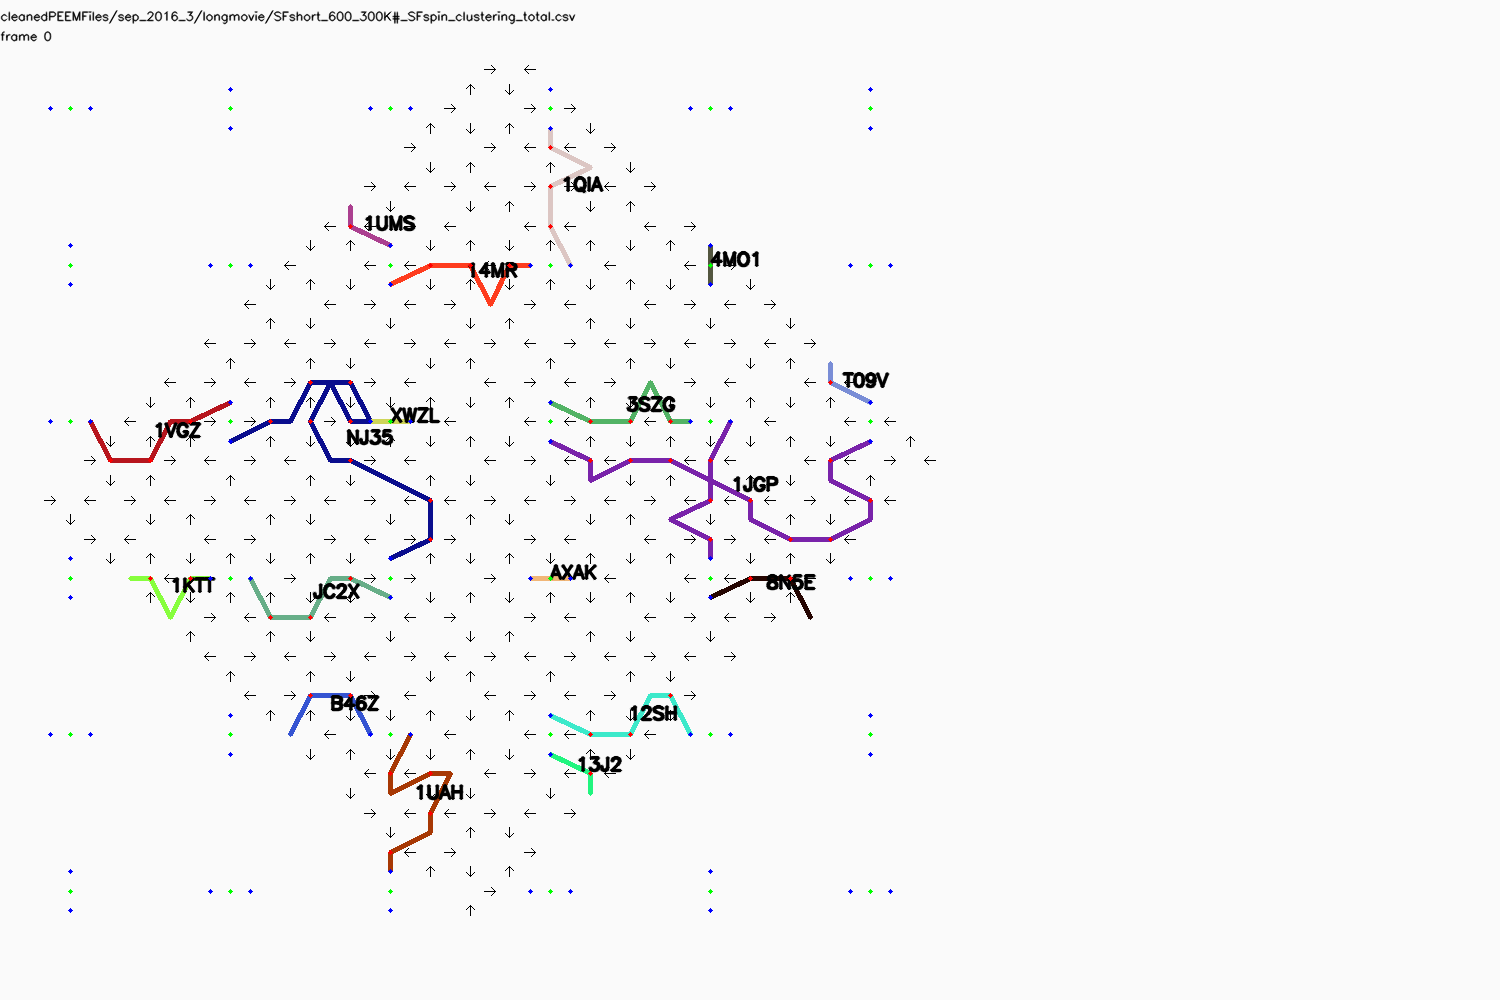 cleanedPEEMFiles/sep_2016_3/longmovie/SFshort_600_300K#_SFspin_clustering_total.csv
frame 0
1QIA
1UMS
4MO1
14MR
T09V
3SZG
XWZL
1VGZ
NJ35
1JGP
AXAK
8N5E
1KTI
JC2X
B46Z
12SH
13J2
1UAH